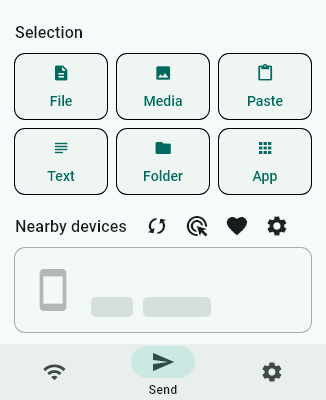 Selection
File Media Paste
Text Folder App
Nearby devices
Send